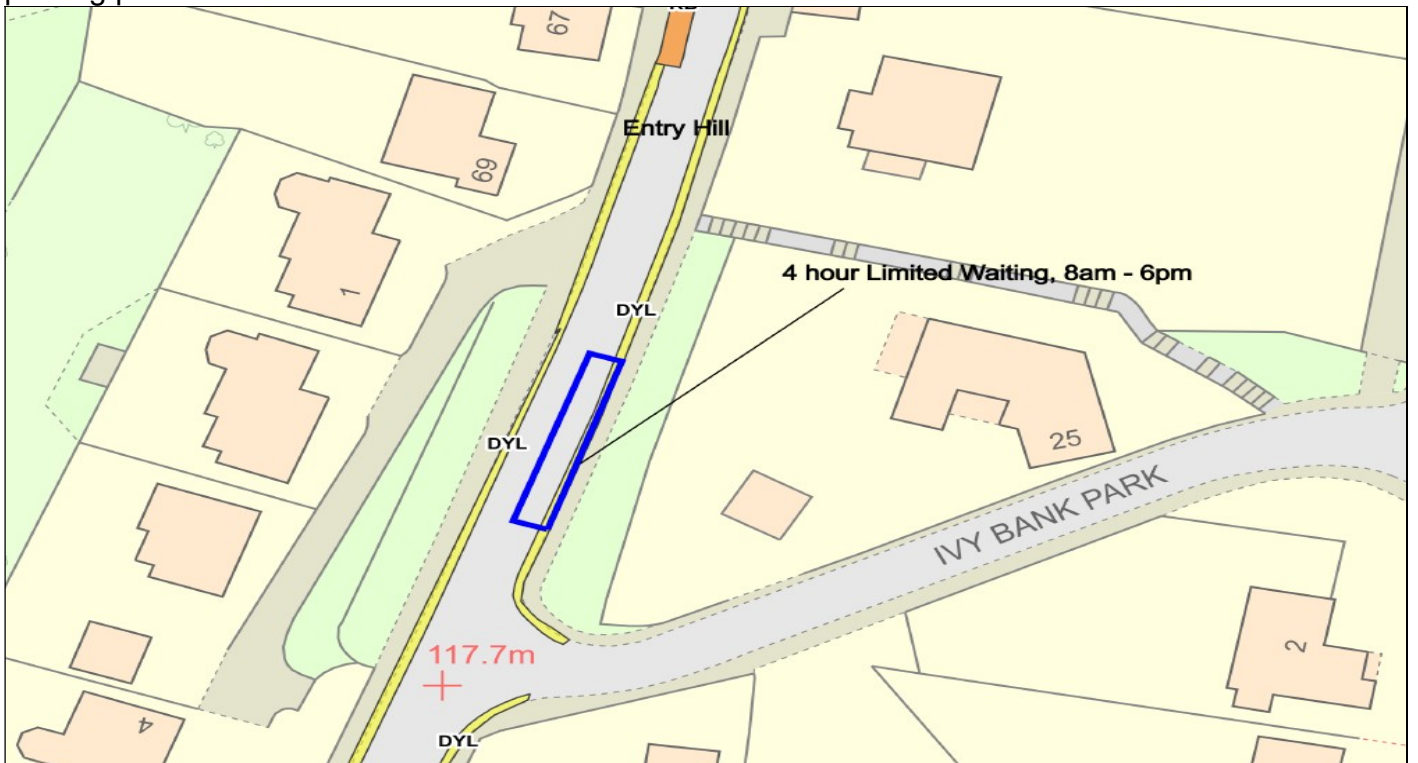 67
Entry Hill
69
4 hour Limited Waiting, 8am - 6pm
1
DYL
DYL
25
IVY BANK PARK
117.7m
2
4
DYL